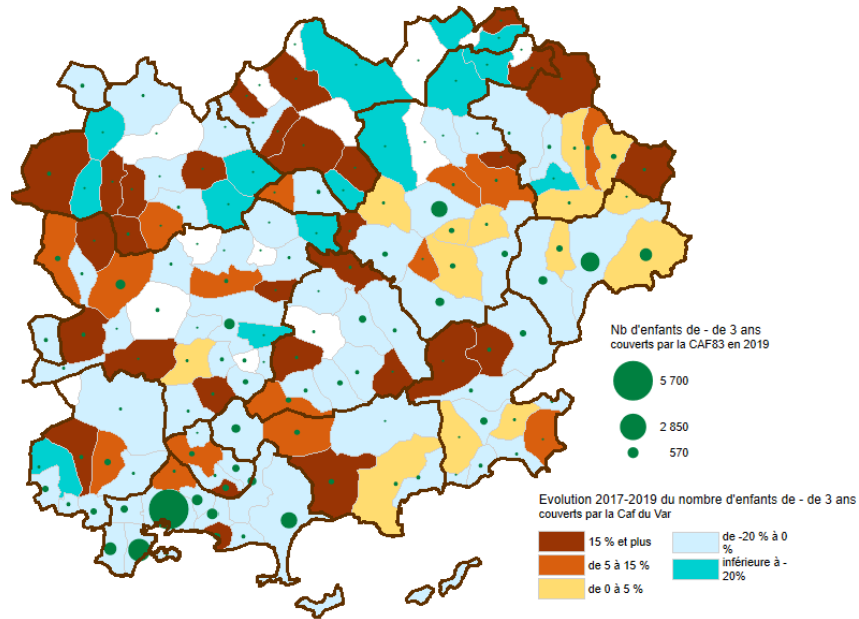 Nb d'enfants de - de 3 ans
couverts par la CAF83 en 2019
5 700
2 850
570
Evolution 2017-2019 du nombre d'enfants de - de 3 ans
couverts par la Caf du Var
15 % et plus
de 5 à 15 %
de 0 à 5 %
de -20 % à 0
%
inférieure à -
20%